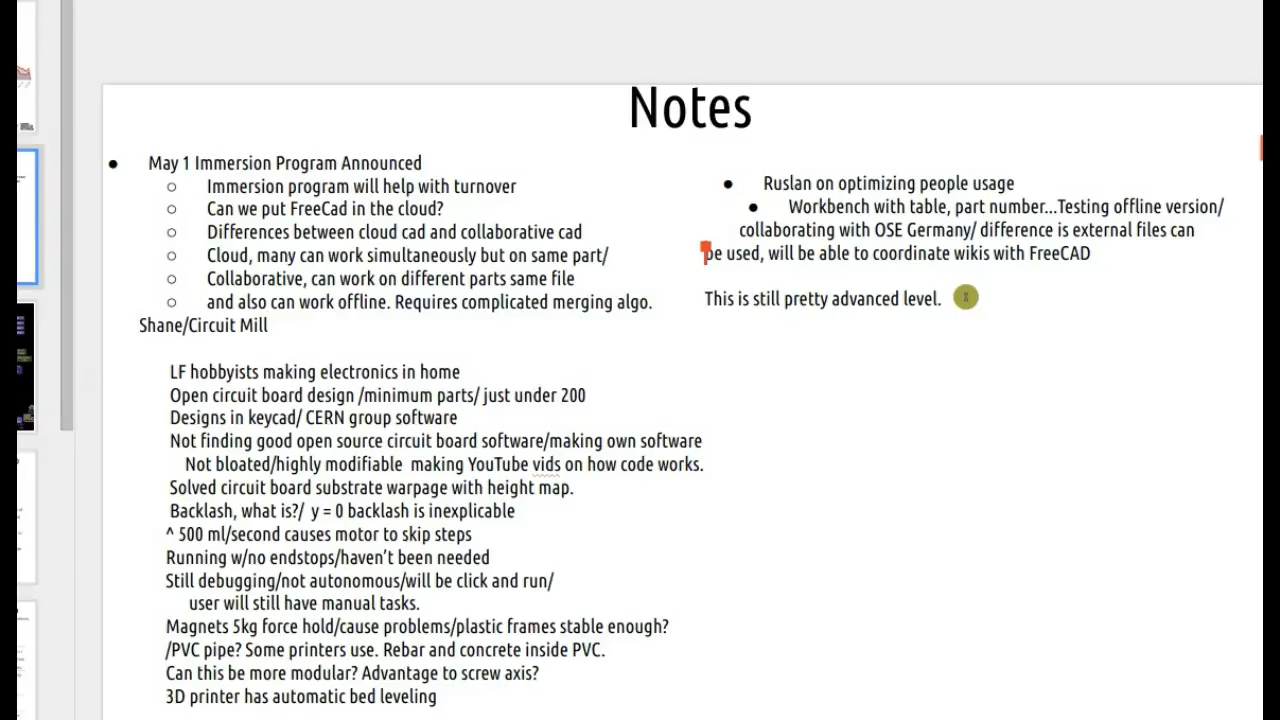 Notes
● May 1 Immersion Program Announced
○ Immersion program will help with turnover
○ Can we put FreeCad in the cloud?
○ Differences between cloud cad and collaborative cad
○ Cloud, many can work simultaneously but on same part/
○ Collaborative, can work on different parts same file
○ and also can work offline. Requires complicated merging algo.
Shane/Circuit Mill
LF hobbyists making electronics in home
Open circuit board design /minimum parts/ just under 200
Designs in keycad/ CERN group software
Not finding good open source circuit board software/making own software
Not bloated/highly modifiable making YouTube vids on how code works.
Solved circuit board substrate warpage with height map.
Backlash, what is?/ y = 0 backlash is inexplicable
^ 500 ml/second causes motor to skip steps
Running w/no endstops/haven't been needed
Still debugging/not autonomous/will be click and run/
user will still have manual tasks.
Magnets 5kg force hold/cause problems/plastic frames stable enough?
/PVC pipe? Some printers use. Rebar and concrete inside PVC.
Can this be more modular? Advantage to screw axis?
3D printer has automatic bed leveling
● Ruslan on optimizing people usage
● Workbench with table, part number...Testing offline version/
collaborating with OSE Germany/ difference is external files can
be used, will be able to coordinate wikis with FreeCAD
This is still pretty advanced level.